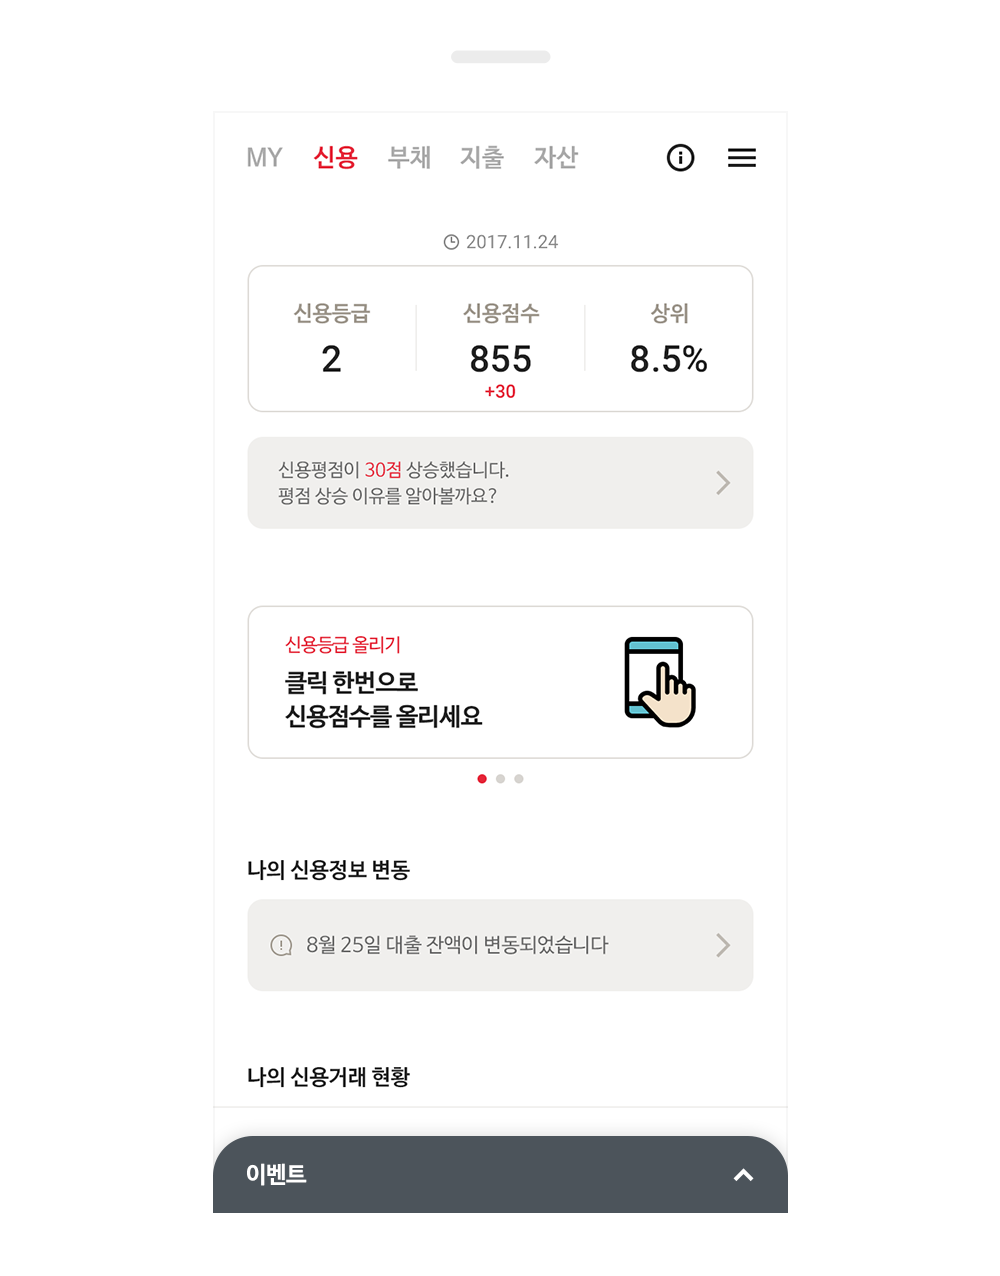 MY 신용 부채 지출 자산
2017.11.24
신용등급 신용점수 상위
2 855 8.5%
+30
신용평점이 30점 상승했습니다.
평점 상승 이유를 알아볼까요?
신용등급 올리기
클릭 한번으로
신용점수를 올리세요
나의 신용정보 변동
8월 25일 대출 잔액이 변동되었습니다
나의 신용거래 현황
이벤트